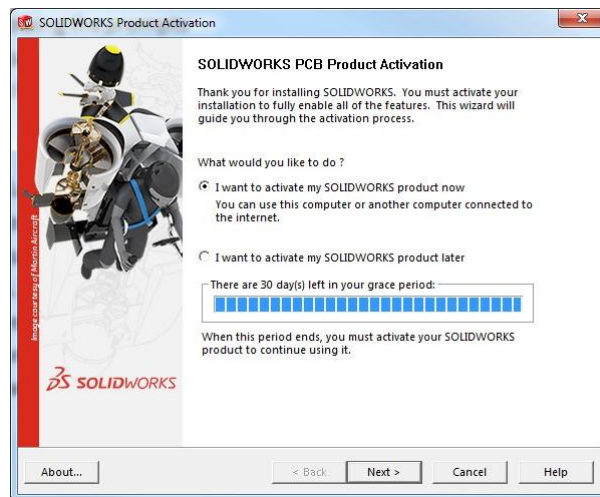 SOLIDWORKS Product Activation
SOLIDWORKS PCB Product Activation
Thank you for installing SOLIDWORKS. You must activate your
installation to fully enable all of the features. This wizard will
guide you through the activation process.
What would you like to do ?
I want to activate my SOLIDWORKS product now
You can use this computer or another computer connected to
the internet.
I want to activate my SOLIDWORKS product later
There are 30 day(s) left in your grace period:
When this period ends, you must activate your SOLIDWORKS
product to continue using it.
Image courtesy of Martin Aircraft
SOLIDWORKS
About...
< Back
Next >
Cancel
Help